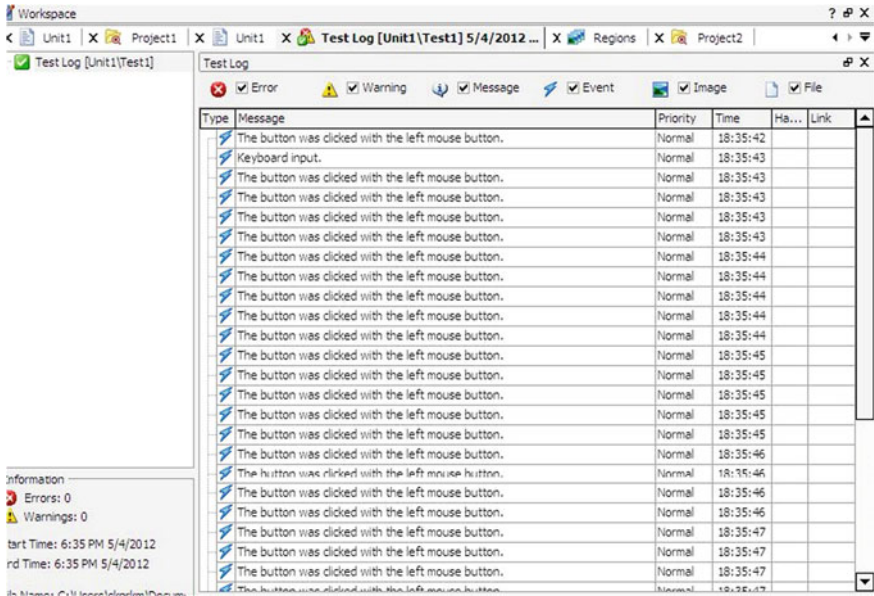 Workspace
Unit1 Project1 Unit1 Test Log [Unit1\Test1] 5/4/2012 ... Regions Project2
Test Log [Unit1\Test1]
Test Log
Error Warning Message Event Image File
Type Message Priority Time Ha... Link
The button was clicked with the left mouse button. Normal 18:35:42
Keyboard input. Normal 18:35:43
The button was clicked with the left mouse button. Normal 18:35:43
The button was clicked with the left mouse button. Normal 18:35:43
The button was clicked with the left mouse button. Normal 18:35:43
The button was clicked with the left mouse button. Normal 18:35:43
The button was clicked with the left mouse button. Normal 18:35:44
The button was clicked with the left mouse button. Normal 18:35:44
The button was clicked with the left mouse button. Normal 18:35:44
The button was clicked with the left mouse button. Normal 18:35:44
The button was clicked with the left mouse button. Normal 18:35:44
The button was clicked with the left mouse button. Normal 18:35:45
The button was clicked with the left mouse button. Normal 18:35:45
The button was clicked with the left mouse button. Normal 18:35:45
The button was clicked with the left mouse button. Normal 18:35:45
The button was clicked with the left mouse button. Normal 18:35:45
The button was clicked with the left mouse button. Normal 18:35:46
The button was clicked with the left mouse button. Normal 18:35:46
The button was clicked with the left mouse button. Normal 18:35:46
The button was clicked with the left mouse button. Normal 18:35:46
The button was clicked with the left mouse button. Normal 18:35:47
The button was clicked with the left mouse button. Normal 18:35:47
The button was clicked with the left mouse button. Normal 18:35:47
The button was clicked with the left mouse button. Normal 18:35:47
nformation
Errors: 0
Warnings: 0
tart Time: 6:35 PM 5/4/2012
nd Time: 6:35 PM 5/4/2012